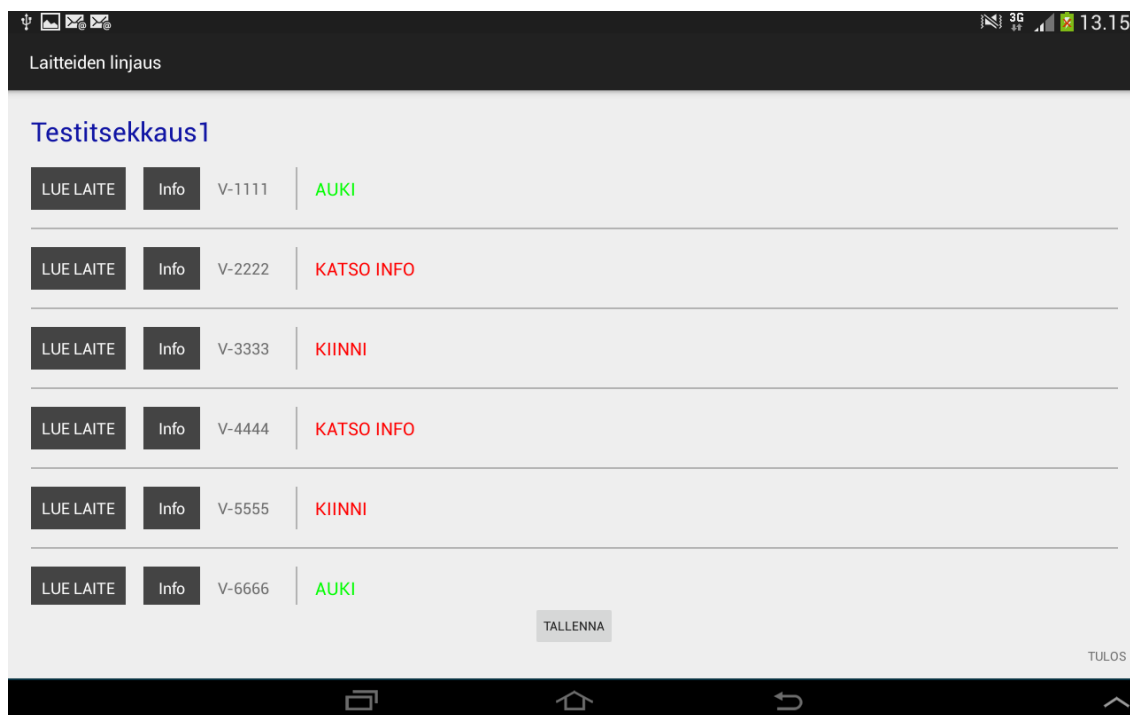 3G 13.15
Laitteiden linjaus
Testitsekkaus1
LUE LAITE Info V-1111 AUKI
LUE LAITE Info V-2222 KATSO INFO
LUE LAITE Info V-3333 KIINNI
LUE LAITE Info V-4444 KATSO INFO
LUE LAITE Info V-5555 KIINNI
LUE LAITE Info V-6666 AUKI
TALLENNA
TULOS